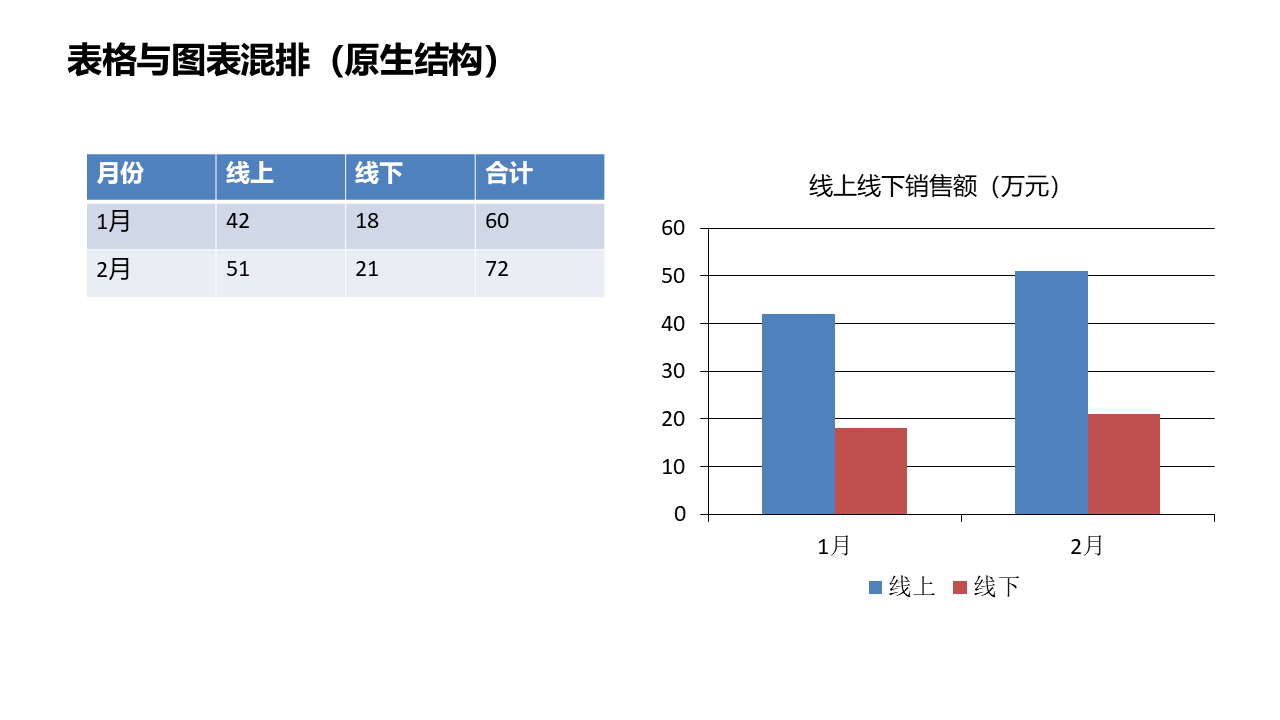 表格与图表混排（原生结构）
月份 线上 线下 合计
1月 42 18 60
2月 51 21 72
线上线下销售额（万元）
60
50
40
30
20
10
0
1月 2月
线上 线下